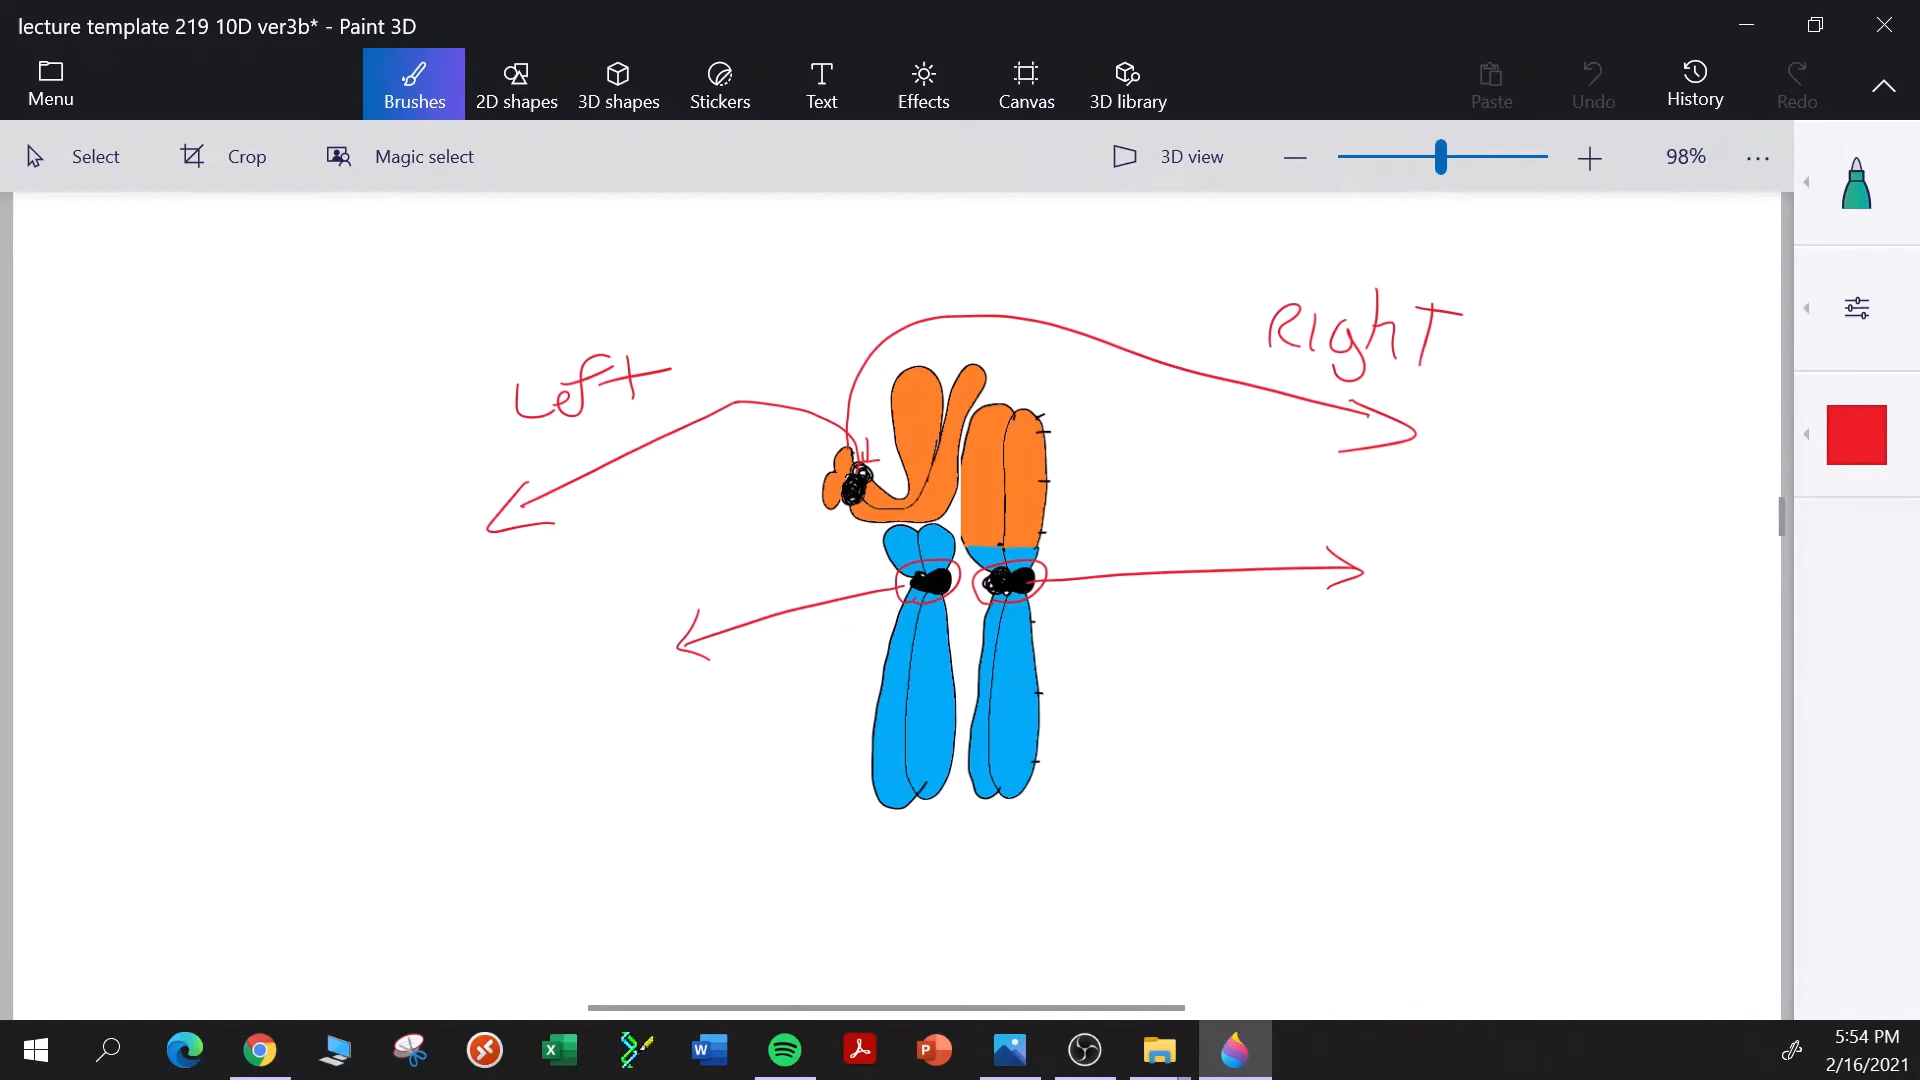 lecture template 219 10D ver3b* - Paint 3D
Menu
Brushes
2D shapes
3D shapes
Stickers
Text
Effects
Canvas
3D library
Paste
Undo
History
Redo
Select
Crop
Magic select
3D view
98%
Left
Right
5:54 PM
2/16/2021